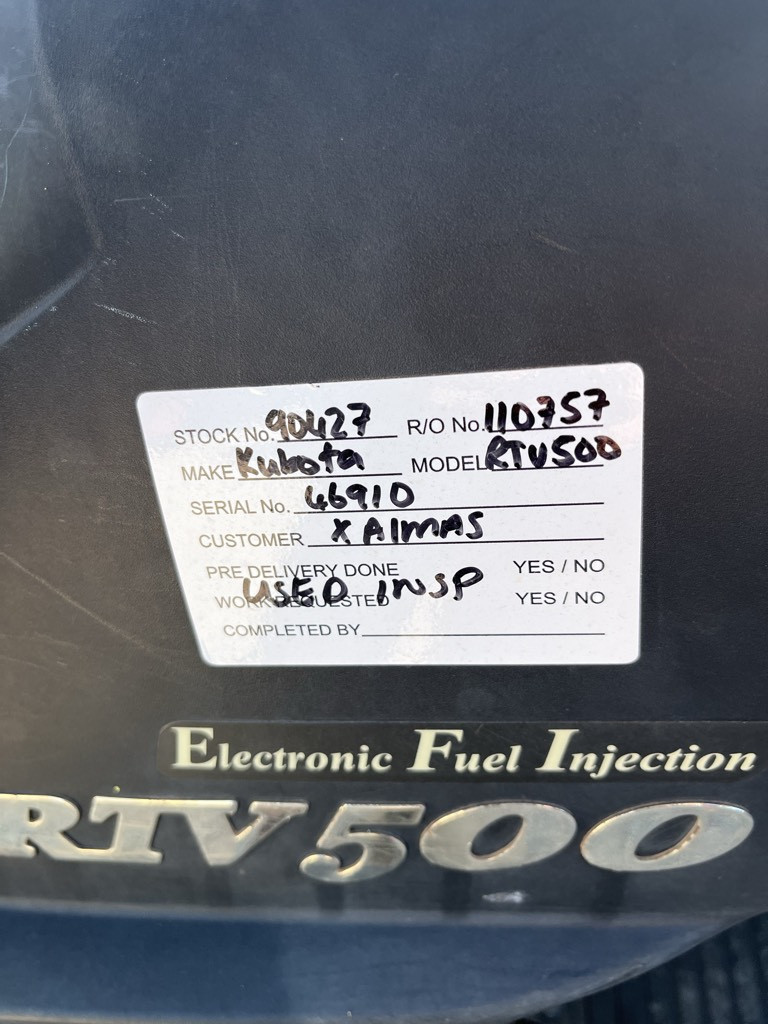 STOCK No. 90427 R/O No. 110757
MAKE Kubota MODEL RTV500
SERIAL No. 46910
CUSTOMER X AIMAS
PRE DELIVERY DONE YES / NO
USED INSP
WORK REQUESTED YES / NO
COMPLETED BY
Electronic Fuel Injection
RTV500